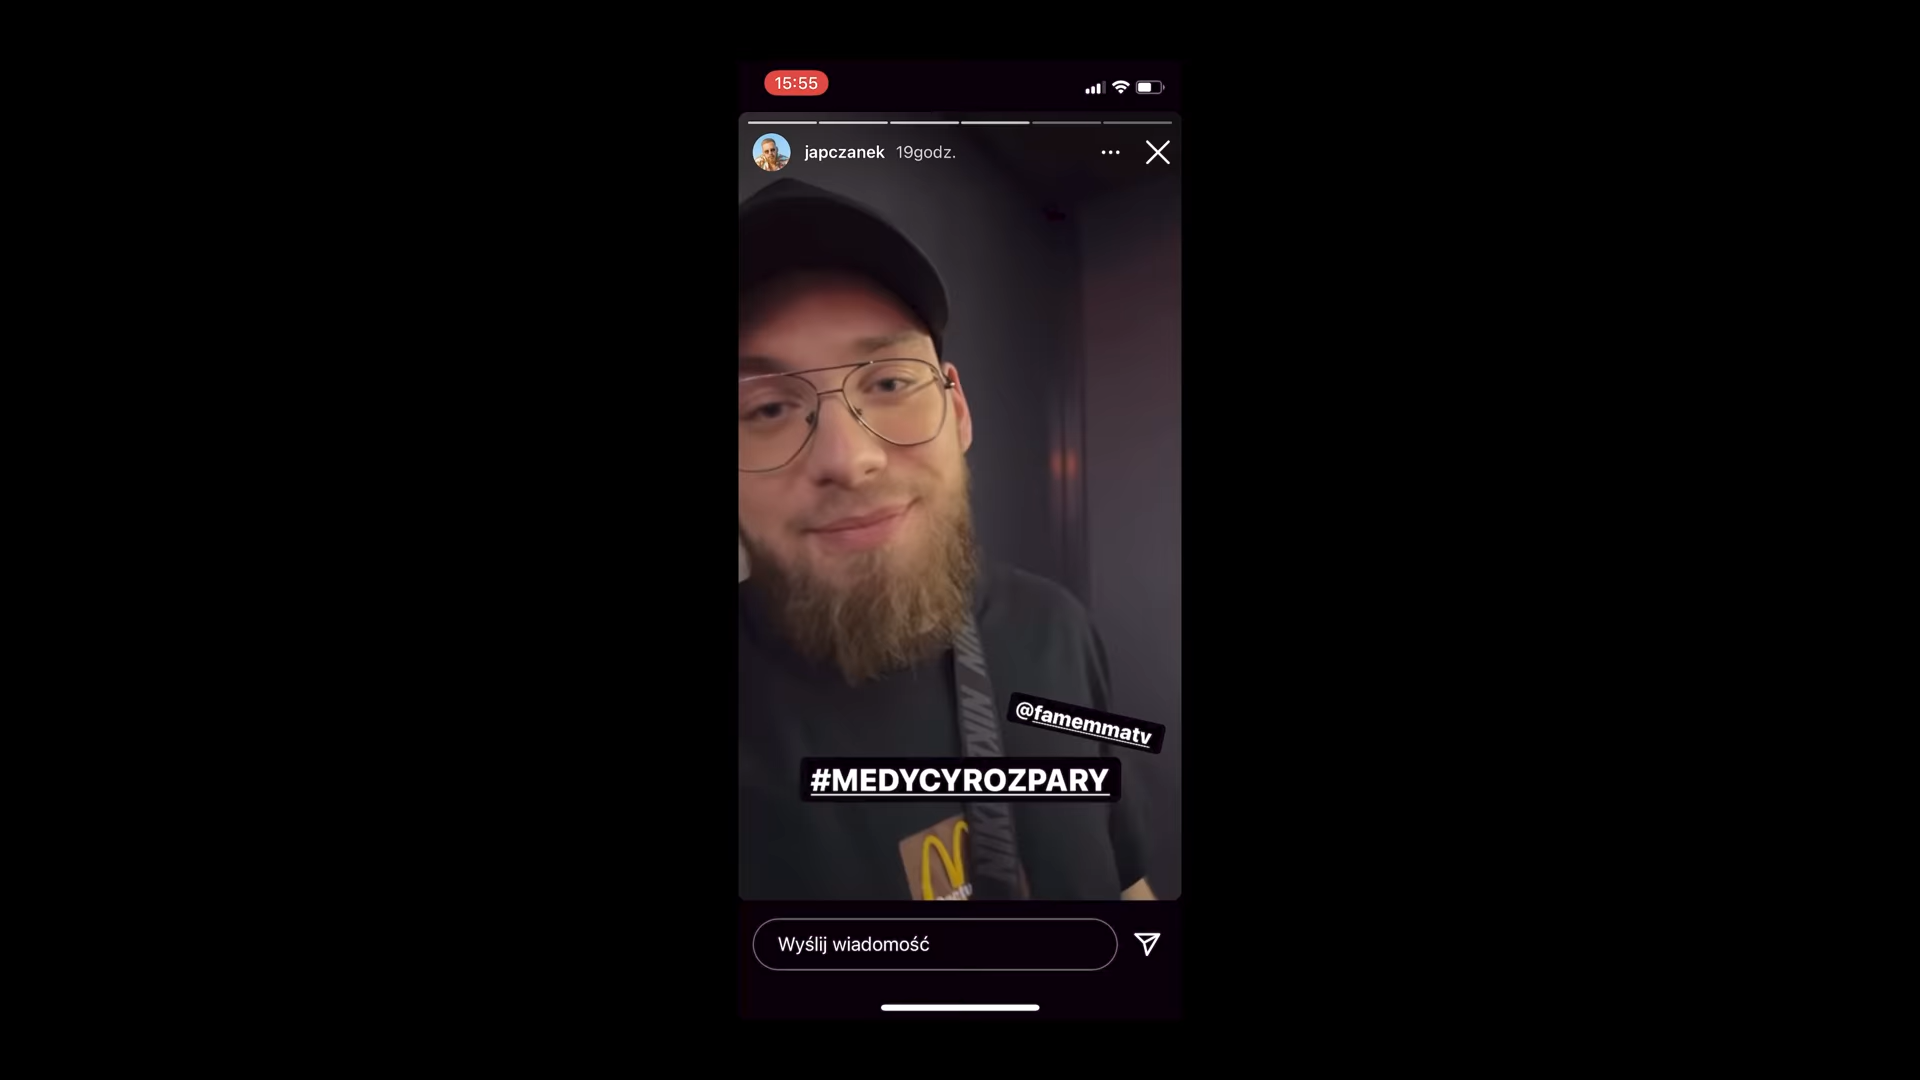 15:55
japczanek 19godz.
@famemmatv
#MEDYCYROZPARY
Wyślij wiadomość